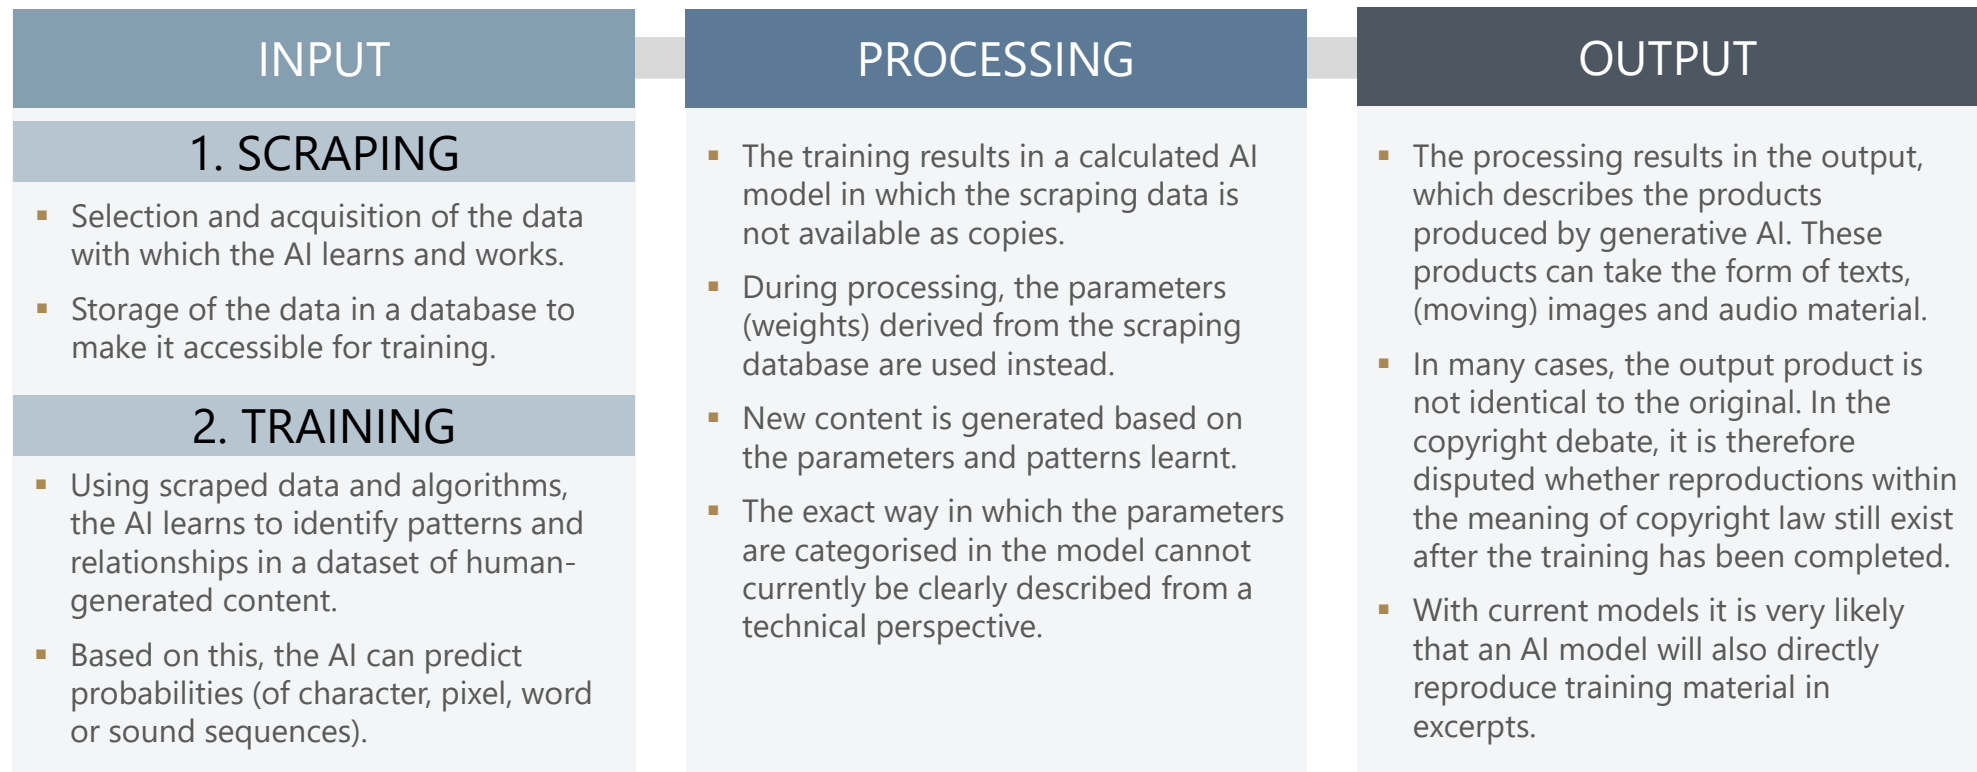 INPUT
1. SCRAPING
▪ Selection and acquisition of the data
with which the AI learns and works.
▪ Storage of the data in a database to
make it accessible for training.
2. TRAINING
▪ Using scraped data and algorithms,
the AI learns to identify patterns and
relationships in a dataset of human-
generated content.
▪ Based on this, the AI can predict
probabilities (of character, pixel, word
or sound sequences).
PROCESSING
▪ The training results in a calculated AI
model in which the scraping data is
not available as copies.
▪ During processing, the parameters
(weights) derived from the scraping
database are used instead.
▪ New content is generated based on
the parameters and patterns learnt.
▪ The exact way in which the parameters
are categorised in the model cannot
currently be clearly described from a
technical perspective.
OUTPUT
▪ The processing results in the output,
which describes the products
produced by generative AI. These
products can take the form of texts,
(moving) images and audio material.
▪ In many cases, the output product is
not identical to the original. In the
copyright debate, it is therefore
disputed whether reproductions within
the meaning of copyright law still exist
after the training has been completed.
▪ With current models it is very likely
that an AI model will also directly
reproduce training material in
excerpts.